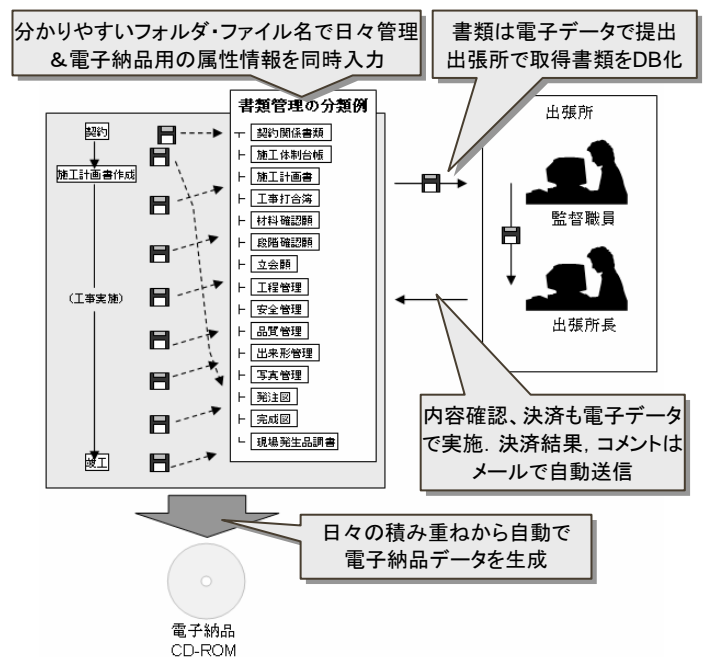 分かりやすいフォルダ・ファイル名で日々管理
＆電子納品用の属性情報を同時入力
書類は電子データで提出
出張所で取得書類をDB化
書類管理の分類例
契約
施工計画書作成
(工事実施)
竣工
契約関係書類
施工体制台帳
施工計画書
工事打合簿
材料確認願
段階確認願
立会願
工程管理
安全管理
品質管理
出来形管理
写真管理
発注図
完成図
現場発生品調書
出張所
監督職員
出張所長
内容確認、決済も電子データ
で実施．決済結果，コメントは
メールで自動送信
日々の積み重ねから自動で
電子納品データを生成
電子納品
CD-ROM